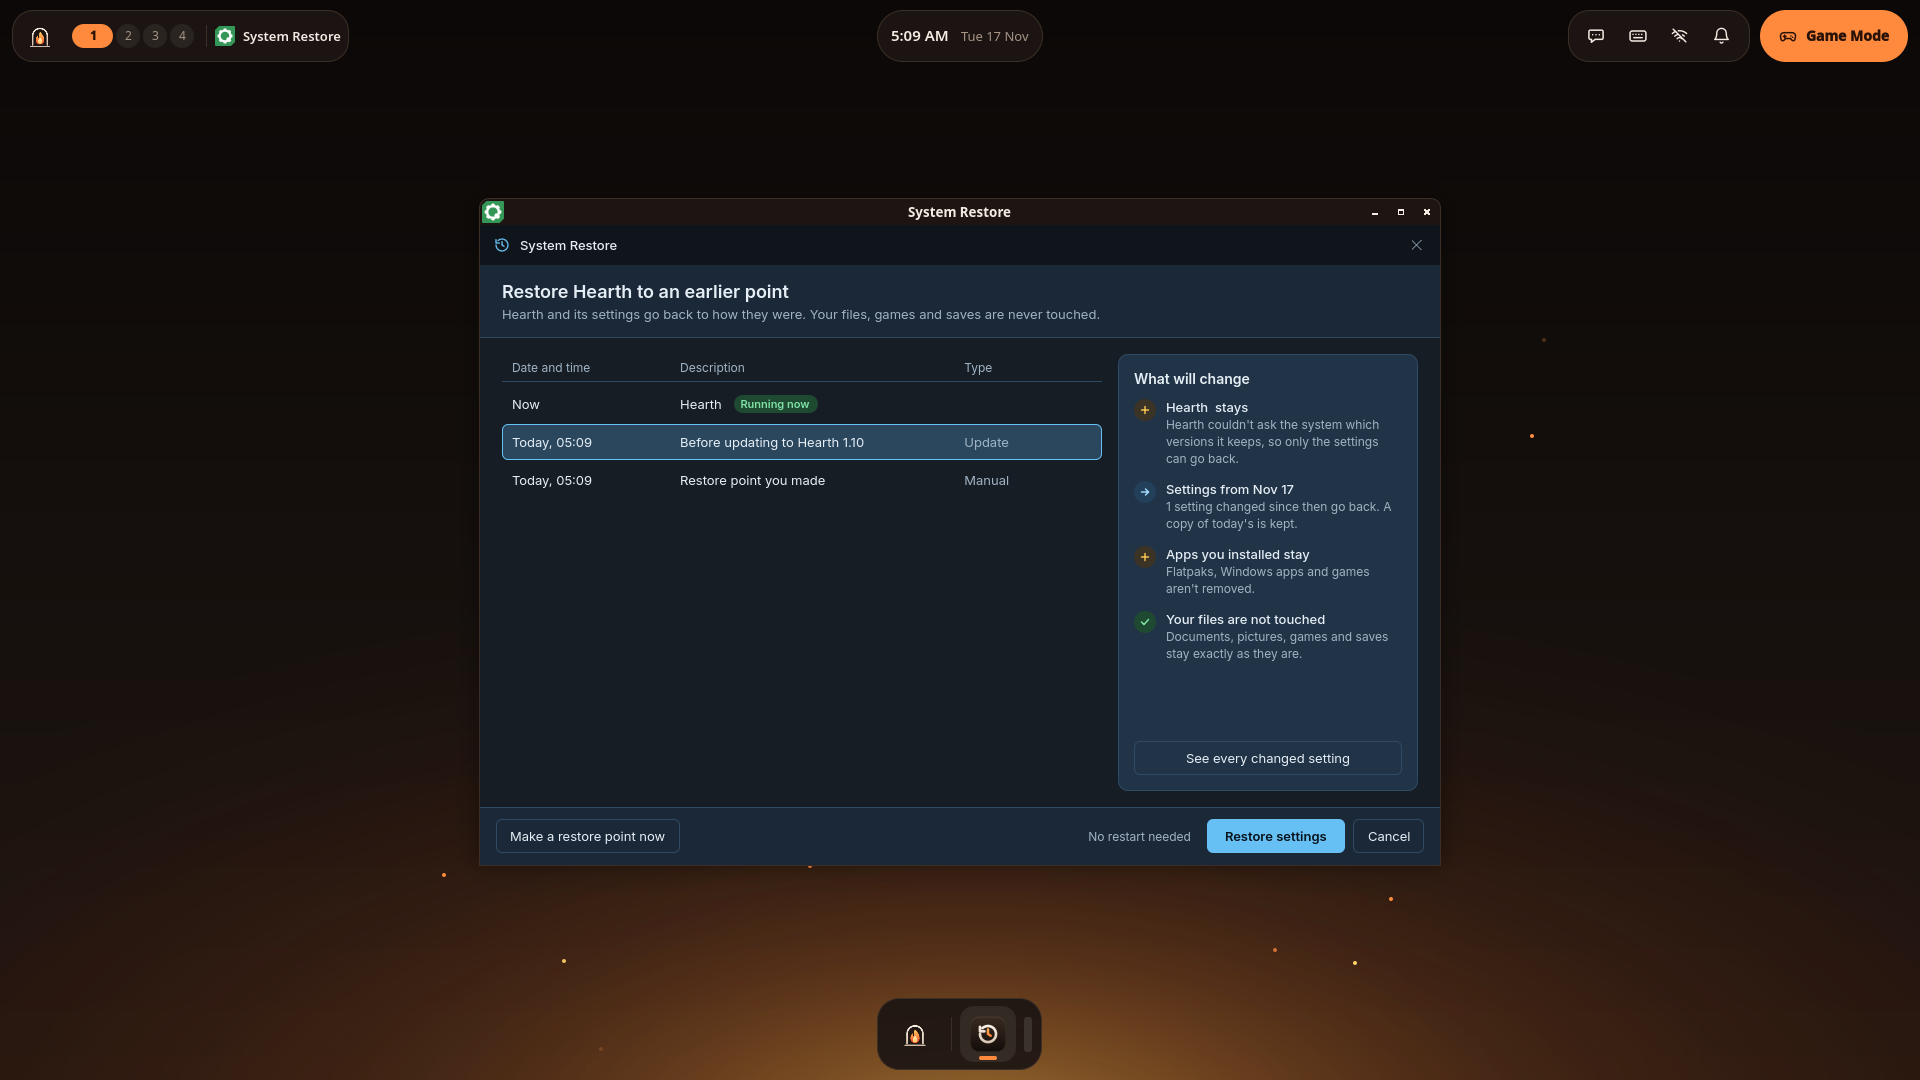 1 2 3 4 System Restore
5:09 AM Tue 17 Nov
Game Mode
System Restore
System Restore
Restore Hearth to an earlier point
Hearth and its settings go back to how they were. Your files, games and saves are never touched.
Date and time Description Type
Now Hearth Running now
Today, 05:09 Before updating to Hearth 1.10 Update
Today, 05:09 Restore point you made Manual
What will change
Hearth stays
Hearth couldn't ask the system which
versions it keeps, so only the settings
can go back.
Settings from Nov 17
1 setting changed since then go back. A
copy of today's is kept.
Apps you installed stay
Flatpaks, Windows apps and games
aren't removed.
Your files are not touched
Documents, pictures, games and saves
stay exactly as they are.
See every changed setting
Make a restore point now
No restart needed
Restore settings
Cancel